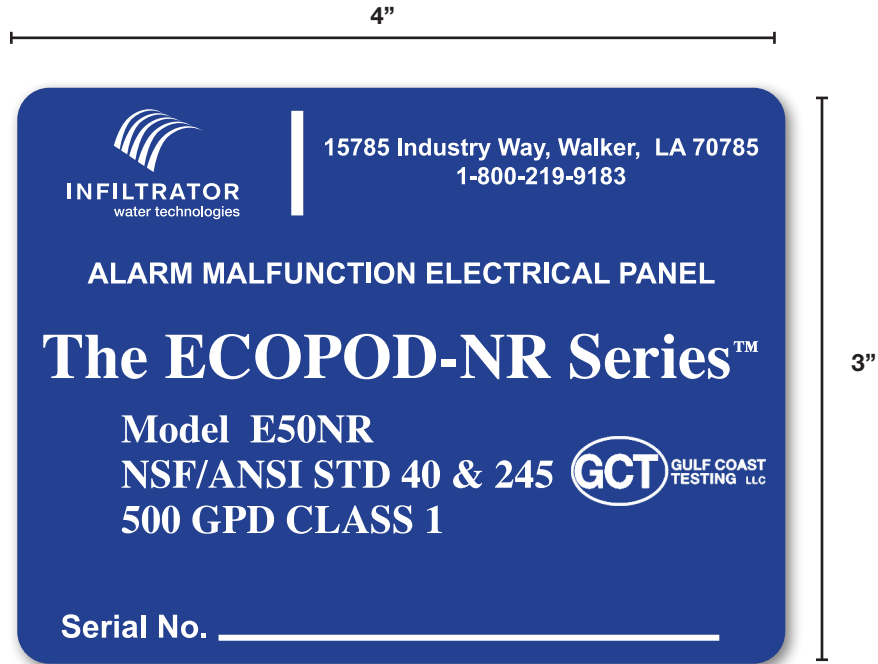 4”
INFILTRATOR
water technologies
15785 Industry Way, Walker, LA 70785
1-800-219-9183
ALARM MALFUNCTION ELECTRICAL PANEL
The ECOPOD-NR Series™
3”
Model E50NR
NSF/ANSI STD 40 & 245
500 GPD CLASS 1
GCT
GULF COAST
TESTING LLC
Serial No.